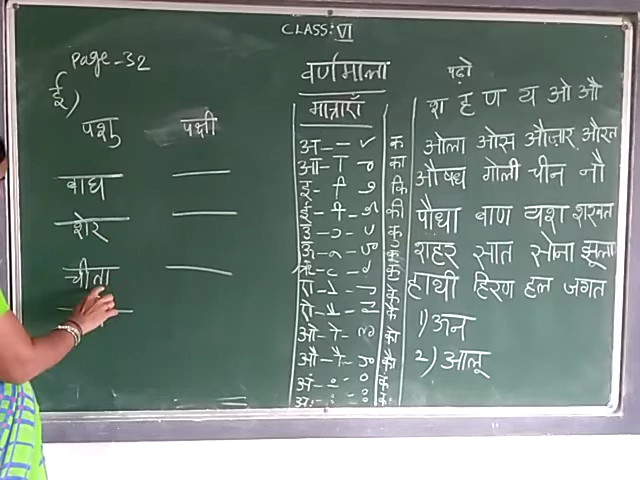 CLASS: VI
Page-32
ई)
पशु पक्षी
बाघ
शेर
चीता
वर्णमाला
मात्राएँ
अ - - क
आ - ा का
इ - ि कि
ई - ी की
उ - ु कु
ऊ - ू कू
ऋ - ृ कृ
ए - े के
ऐ - ै कै
ओ - ो को
औ - ौ कौ
अं - ं कं
अः - ः कः
पढ़ो
श ह ण य ओ औ
ओला ओस औज़ार औरत
औषध गोली चीन नौ
पौधा बाण यश शरबत
शहर सात सोना झूला
हाथी हिरण हल जगत
1) ऊन
2) आलू